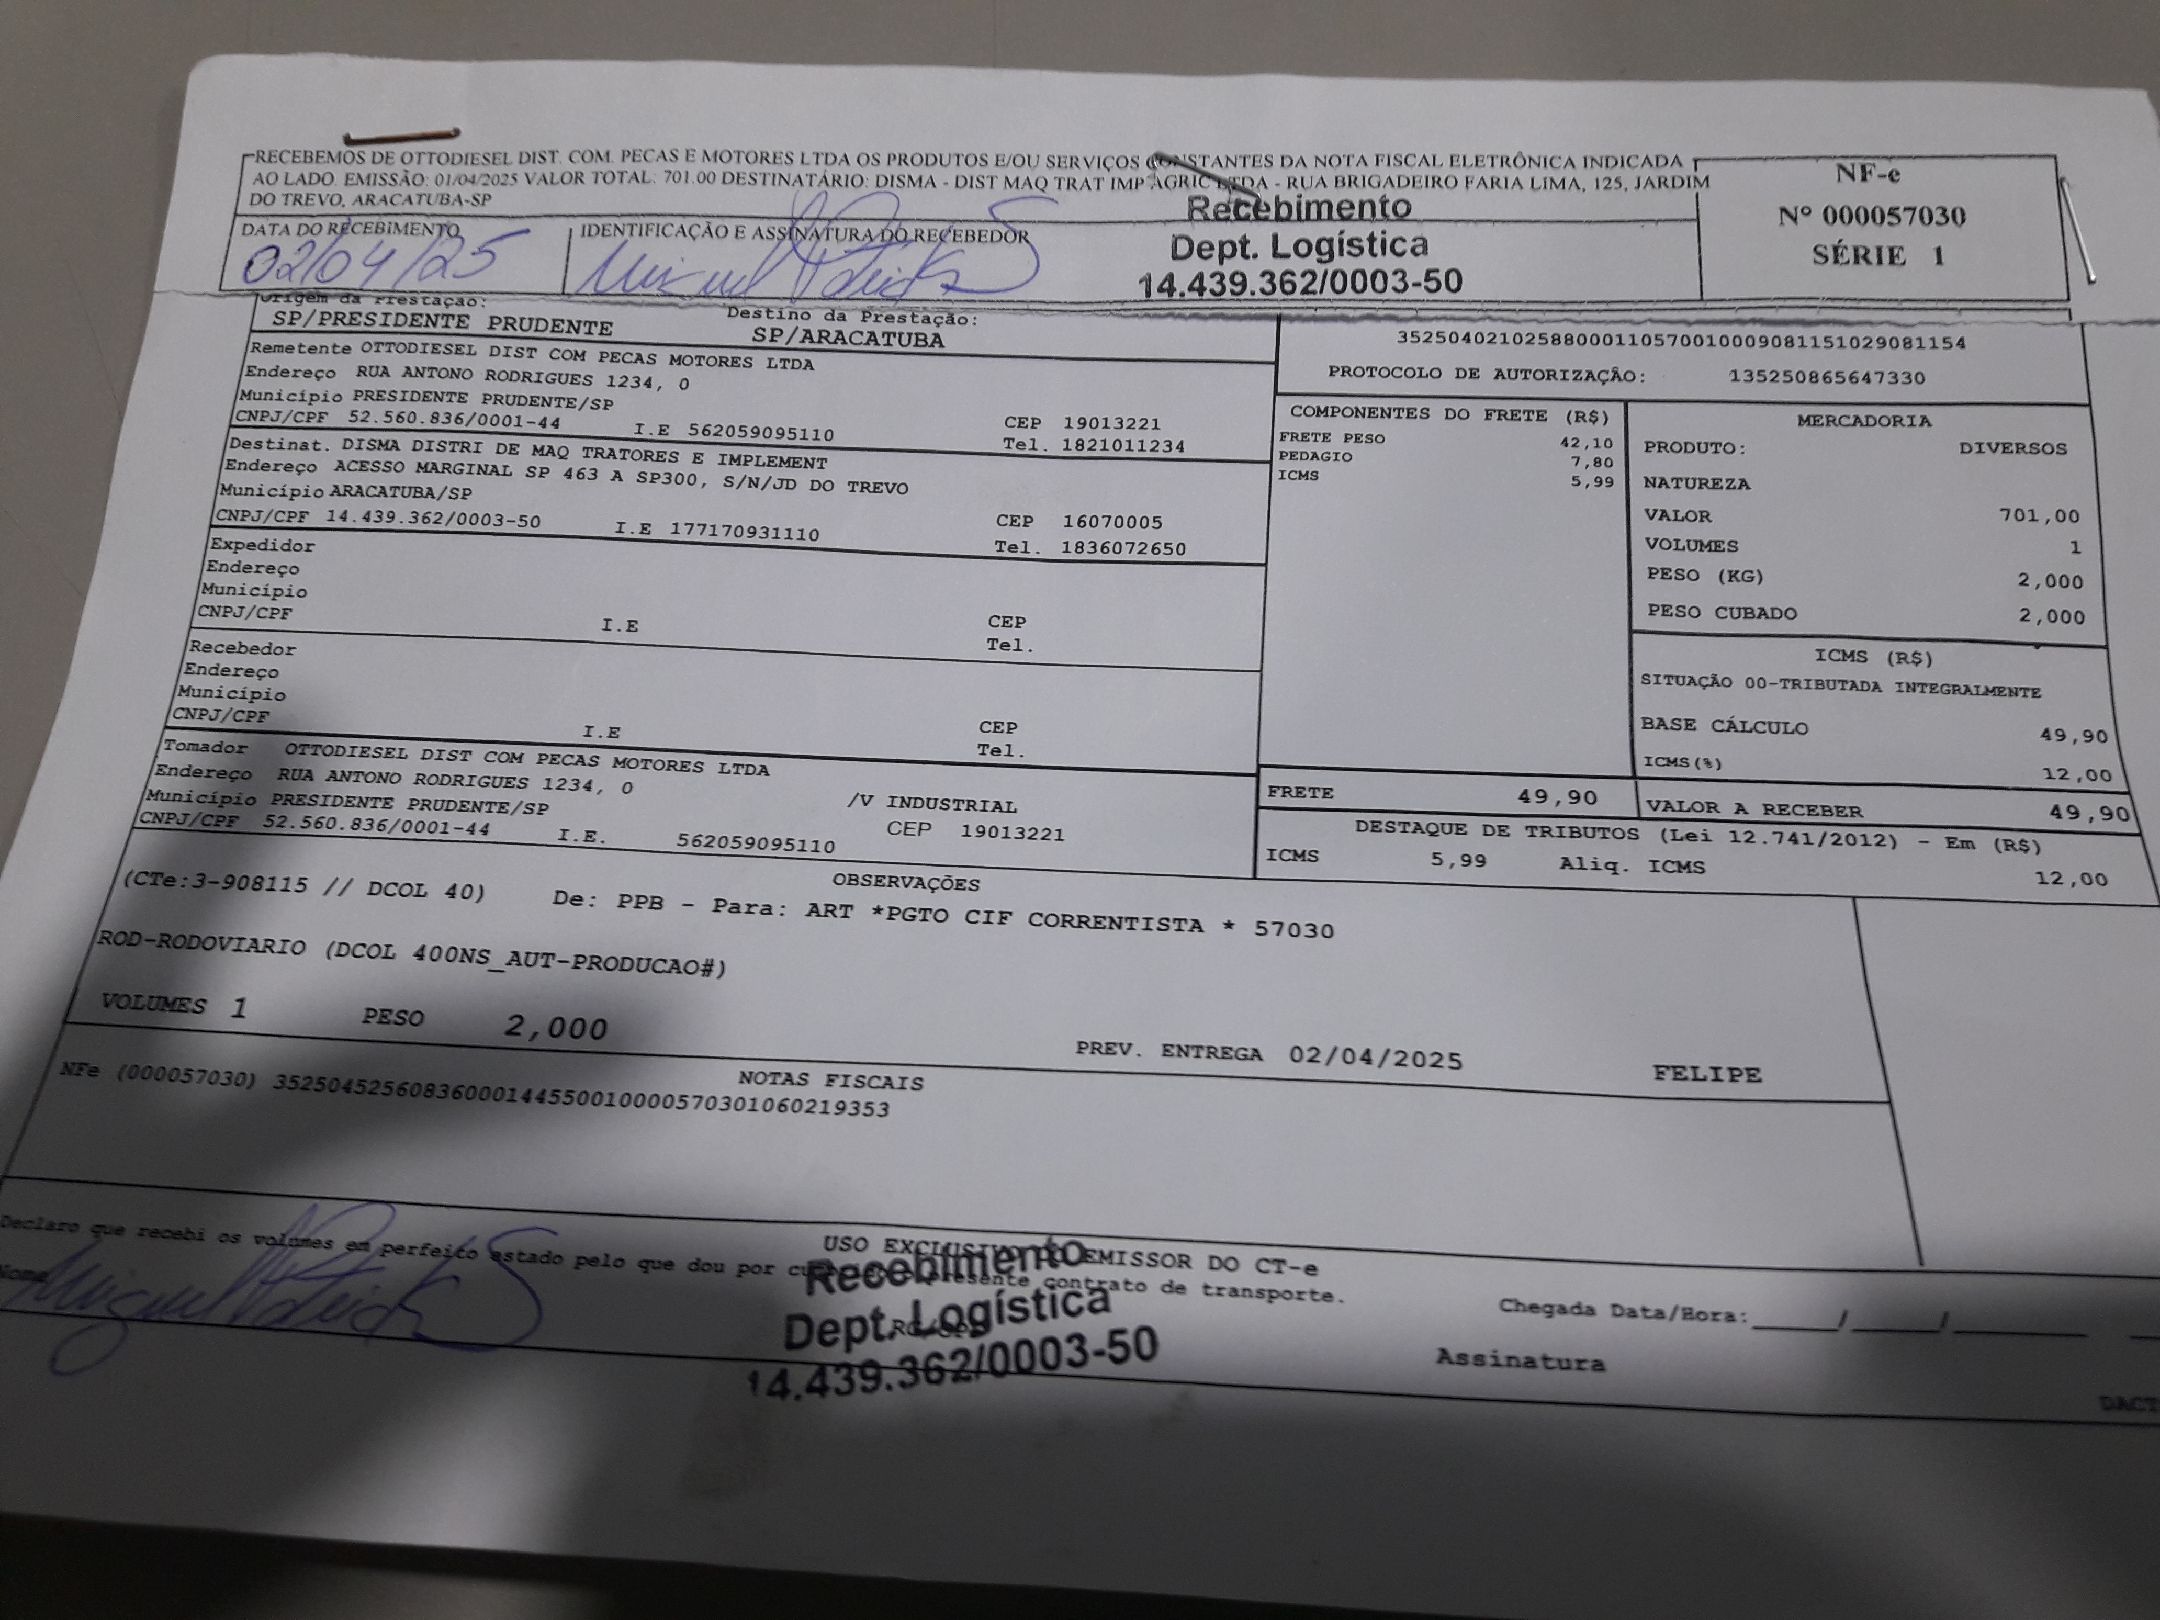 RECEBEMOS DE OTTODIESEL DIST. COM. PECAS E MOTORES LTDA OS PRODUTOS E/OU SERVIÇOS CONSTANTES DA NOTA FISCAL ELETRÔNICA INDICADA
AO LADO. EMISSÃO: 01/04/2025 VALOR TOTAL: 701.00 DESTINATÁRIO: DISMA - DIST MAQ TRAT IMP AGRIC LTDA - RUA BRIGADEIRO FARIA LIMA, 125, JARDIM
DO TREVO, ARACATUBA-SP
NF-e
Nº 000057030
SÉRIE 1
DATA DO RECEBIMENTO
02/04/25
IDENTIFICAÇÃO E ASSINATURA DO RECEBEDOR
Miguel
Recebimento
Dept. Logística
14.439.362/0003-50
Origem da Prestação:
SP/PRESIDENTE PRUDENTE
Destino da Prestação:
SP/ARACATUBA
Remetente OTTODIESEL DIST COM PECAS MOTORES LTDA
Endereço RUA ANTONO RODRIGUES 1234, 0
Município PRESIDENTE PRUDENTE/SP
CNPJ/CPF 52.560.836/0001-44 I.E 562059095110 CEP 19013221
Tel. 1821011234
Destinat. DISMA DISTRI DE MAQ TRATORES E IMPLEMENT
Endereço ACESSO MARGINAL SP 463 A SP300, S/N/JD DO TREVO
Município ARACATUBA/SP
CNPJ/CPF 14.439.362/0003-50 I.E 177170931110 CEP 16070005
Tel. 1836072650
Expedidor
Endereço
Município
CNPJ/CPF I.E CEP
Tel.
Recebedor
Endereço
Município
CNPJ/CPF I.E CEP
Tel.
Tomador OTTODIESEL DIST COM PECAS MOTORES LTDA
Endereço RUA ANTONO RODRIGUES 1234, 0
Município PRESIDENTE PRUDENTE/SP /V INDUSTRIAL
CNPJ/CPF 52.560.836/0001-44 I.E. 562059095110 CEP 19013221
35250402102588000110570010009081151029081154
PROTOCOLO DE AUTORIZAÇÃO: 135250865647330
COMPONENTES DO FRETE (R$)
FRETE PESO 42,10
PEDAGIO 7,80
ICMS 5,99
MERCADORIA
PRODUTO: DIVERSOS
NATUREZA
VALOR 701,00
VOLUMES 1
PESO (KG) 2,000
PESO CUBADO 2,000
ICMS (R$)
SITUAÇÃO 00-TRIBUTADA INTEGRALMENTE
BASE CÁLCULO 49,90
ICMS(%) 12,00
FRETE 49,90 VALOR A RECEBER 49,90
DESTAQUE DE TRIBUTOS (Lei 12.741/2012) - Em (R$)
ICMS 5,99 Aliq. ICMS 12,00
OBSERVAÇÕES
(CTe:3-908115 // DCOL 40) De: PPB - Para: ART *PGTO CIF CORRENTISTA * 57030
ROD-RODOVIARIO (DCOL 400NS_AUT-PRODUCAO#)
VOLUMES 1 PESO 2,000
PREV. ENTREGA 02/04/2025 FELIPE
NOTAS FISCAIS
NFe (000057030) 35250452560836000144550010000570301060219353
USO EXCLUSIVO DO EMISSOR DO CT-e
Declaro que recebi os volumes em perfeito estado pelo que dou por presente contrato de transporte.
Nome
Miguel
Recebimento
Dept. Logística
14.439.362/0003-50
Chegada Data/Hora:____/____/______
Assinatura
DACT